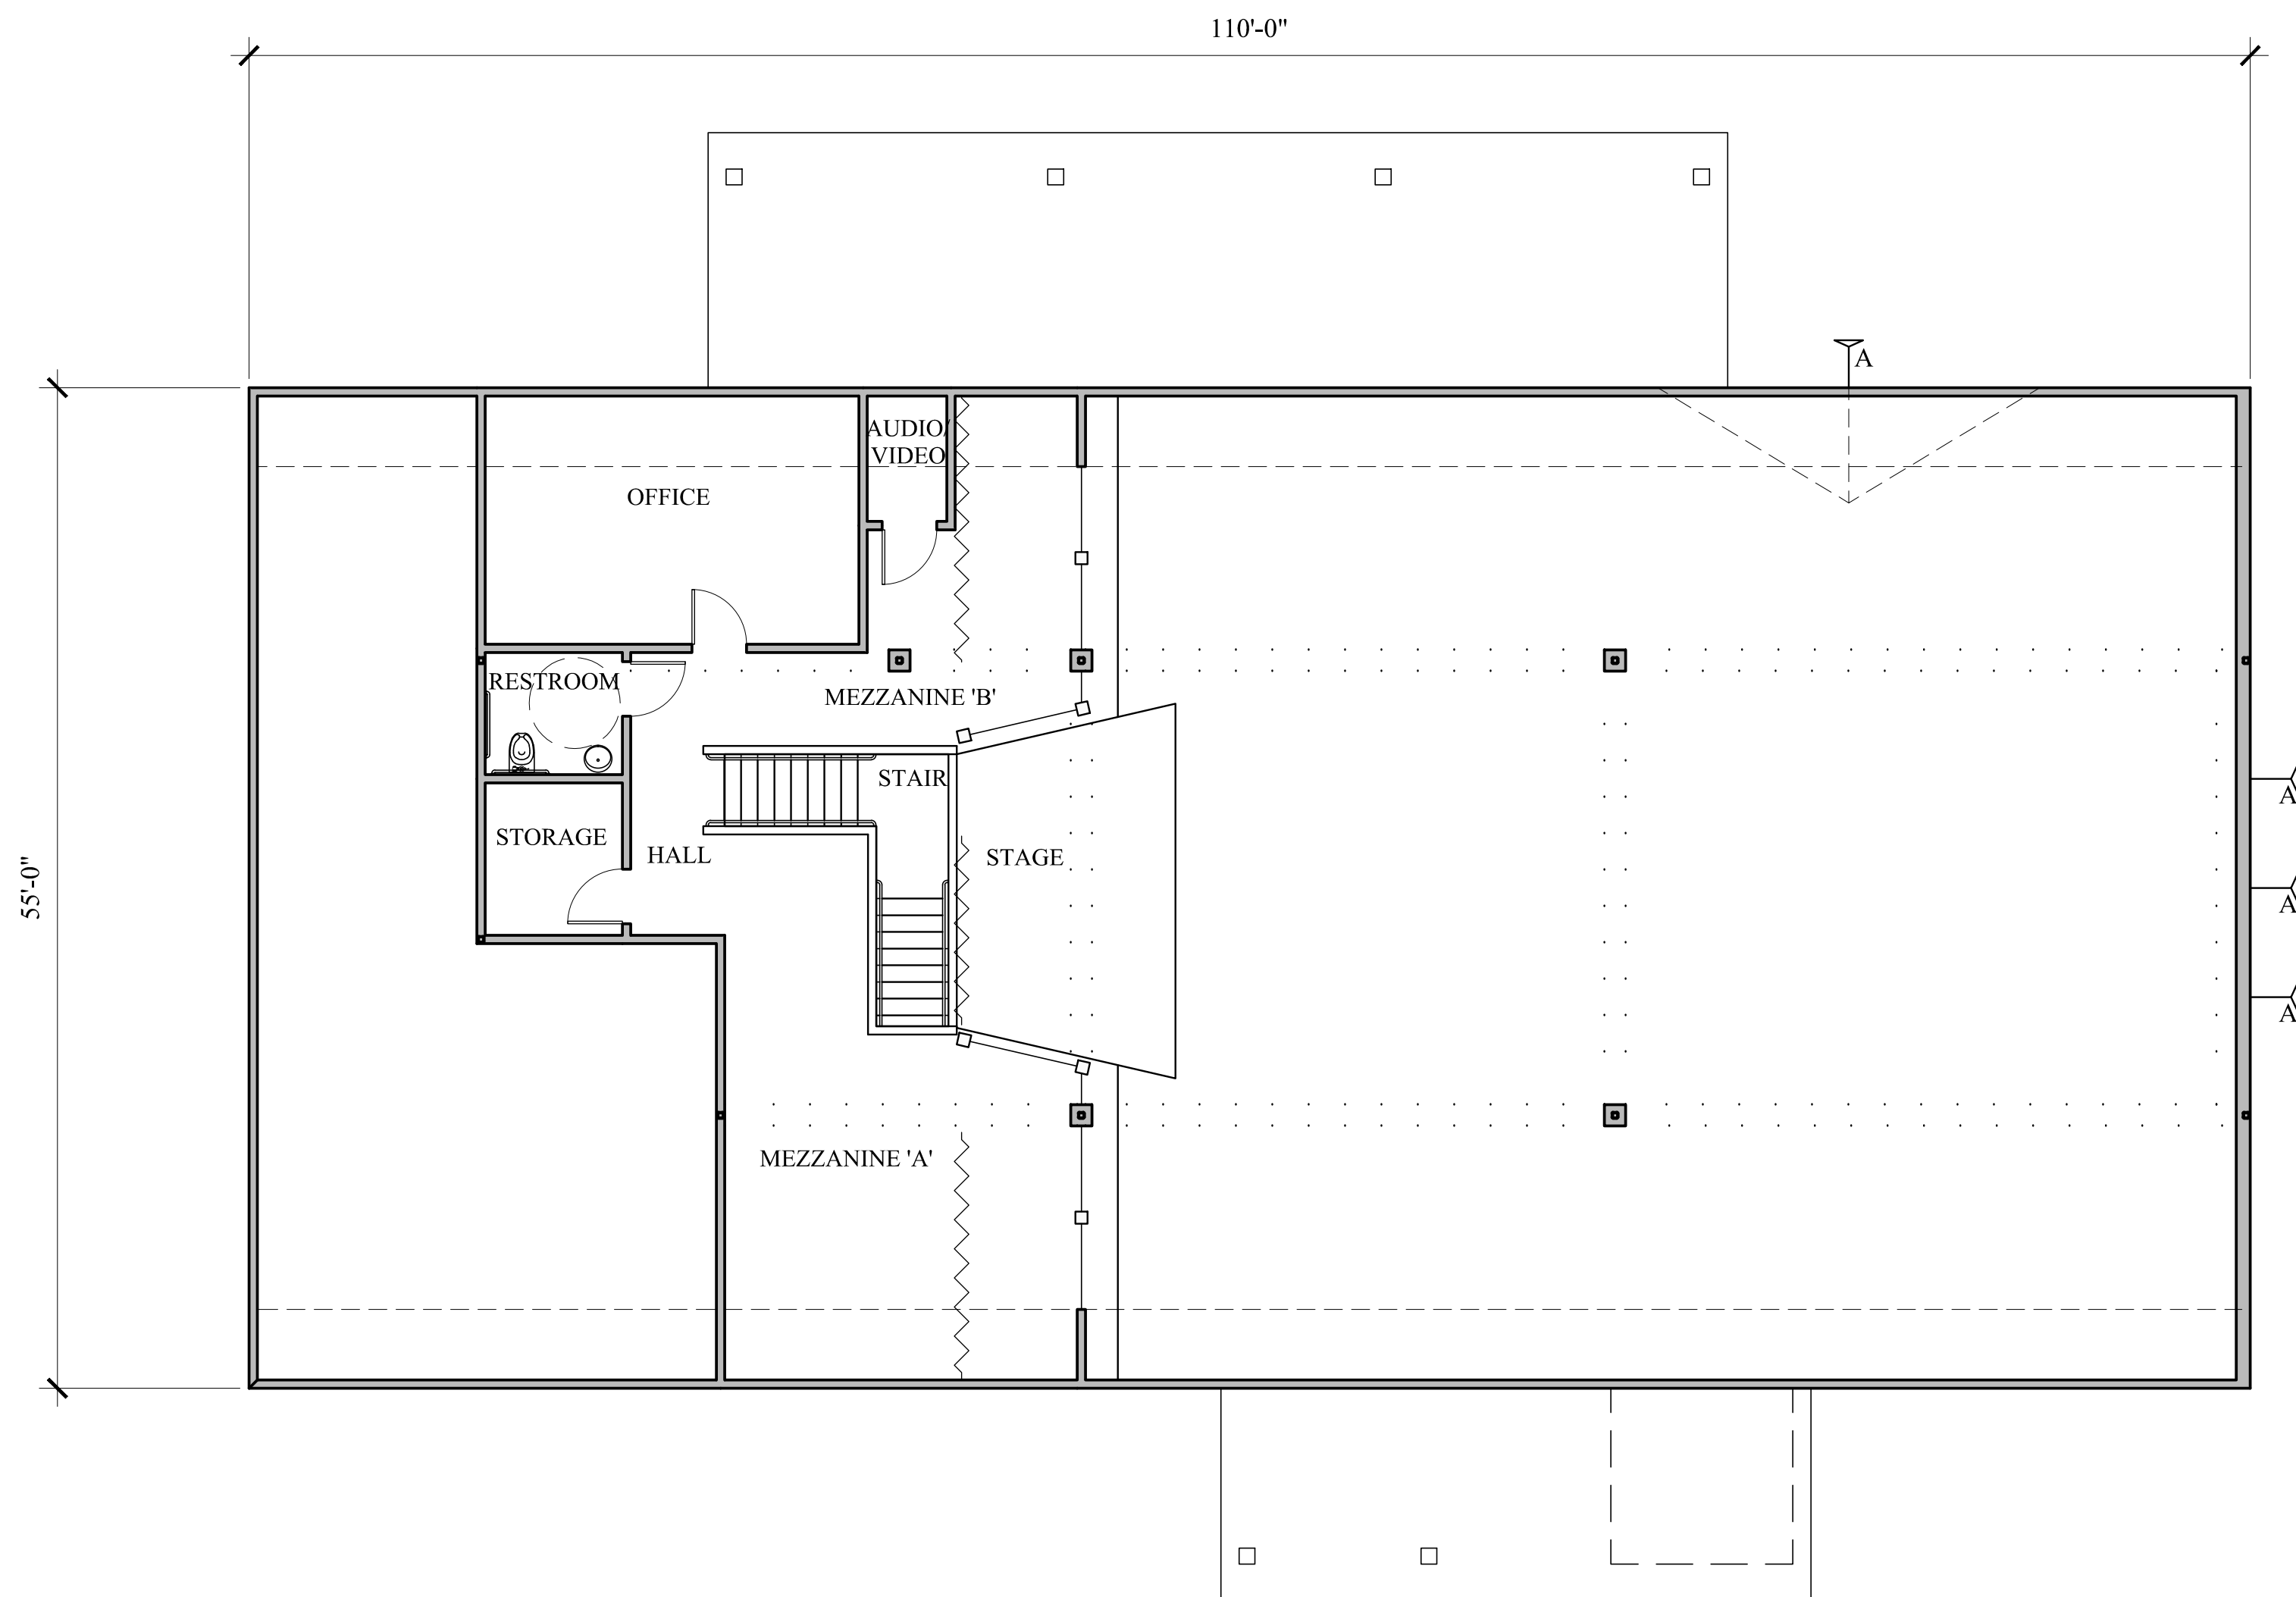 110'-0"
A
AUDIO/
VIDEO
OFFICE
RESTROOM
MEZZANINE 'B'
STAIR
A
STORAGE
HALL
STAGE
55'-0"
A
A
MEZZANINE 'A'